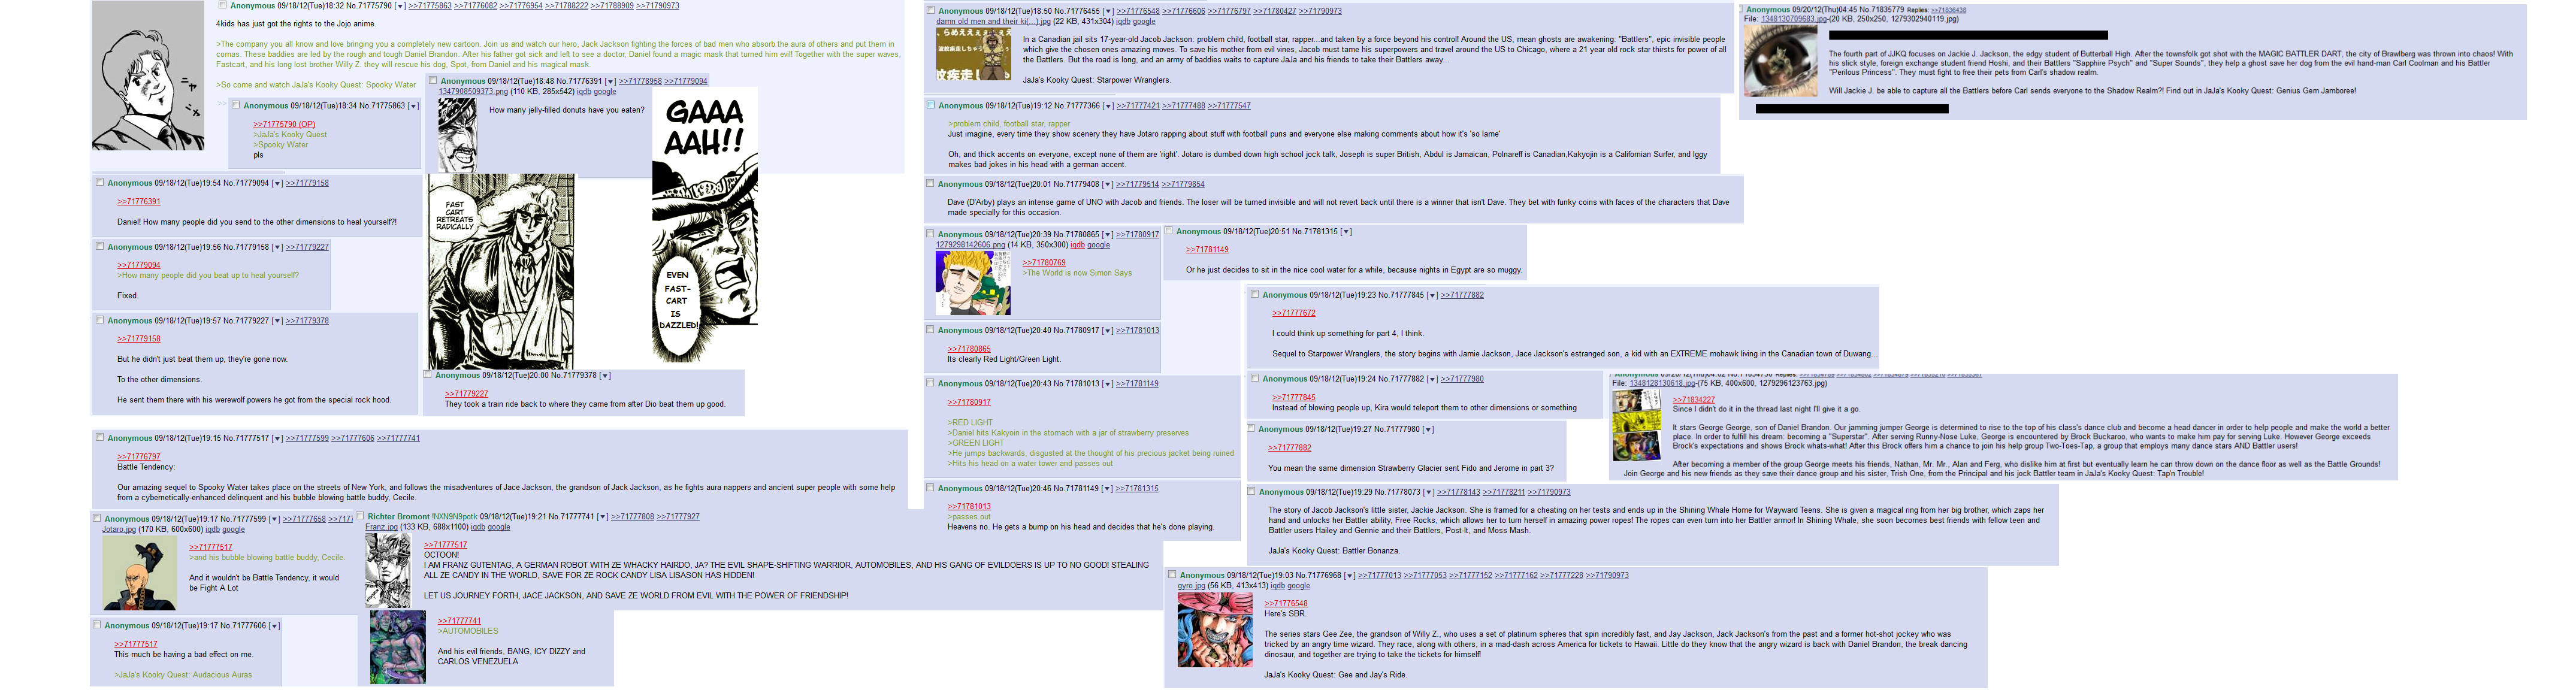 Anonymous 09/18/12(Tue)18:32 No.71775790 [▼] >>71775863 >>71776082 >>71776954 >>71788222 >>71788909 >>71790973
4kids has just got the rights to the Jojo anime.
>The company you all know and love bringing you a completely new cartoon. Join us and watch our hero, Jack Jackson fighting the forces of bad men who absorb the aura of others and put them in
comas. These baddies are led by the rough and tough Daniel Brandon. After his father got sick and left to see a doctor, Daniel found a magic mask that turned him evil! Together with the super waves,
Fastcart, and his long lost brother Willy Z. they will rescue his dog, Spot, from Daniel and his magical mask.
>So come and watch JaJa's Kooky Quest: Spooky Water
ニヤ
>> Anonymous 09/18/12(Tue)18:34 No.71775863 [▼]
>>71775790 (OP)
>JaJa's Kooky Quest
>Spooky Water
pls
Anonymous 09/18/12(Tue)18:48 No.71776391 [▼] >>71778958 >>71779094
1347908509373.png (110 KB, 285x542) iqdb google
How many jelly-filled donuts have you eaten?
GAAA
AH!!
EVEN
FAST-
CART
IS
DAZZLED!
FAST
CART
RETREATS
RADICALLY
Anonymous 09/18/12(Tue)19:54 No.71779094 [▼] >>71779158
>>71776391
Daniel! How many people did you send to the other dimensions to heal yourself?!
Anonymous 09/18/12(Tue)19:56 No.71779158 [▼] >>71779227
>>71779094
>How many people did you beat up to heal yourself?
Fixed.
Anonymous 09/18/12(Tue)19:57 No.71779227 [▼] >>71779378
>>71779158
But he didn't just beat them up, they're gone now.
To the other dimensions.
He sent them there with his werewolf powers he got from the special rock hood.
Anonymous 09/18/12(Tue)20:00 No.71779378 [▼]
>>71779227
They took a train ride back to where they came from after Dio beat them up good.
Anonymous 09/18/12(Tue)19:15 No.71777517 [▼] >>71777599 >>71777606 >>71777741
>>71776797
Battle Tendency:
Our amazing sequel to Spooky Water takes place on the streets of New York, and follows the misadventures of Jace Jackson, the grandson of Jack Jackson, as he fights aura nappers and ancient super people with some help
from a cybernetically-enhanced delinquent and his bubble blowing battle buddy, Cecile.
Anonymous 09/18/12(Tue)19:17 No.71777599 [▼] >>71777658
Jotaro.jpg (170 KB, 600x600) iqdb google
>>71777517
>and his bubble blowing battle buddy, Cecile.
And it wouldn't be Battle Tendency, it would
be Fight A Lot
Richter Bromont !NXN9N9potk 09/18/12(Tue)19:21 No.71777741 [▼] >>71777808 >>71777927
Franz.jpg (133 KB, 688x1100) iqdb google
>>71777517
OCTOON!
I AM FRANZ GUTENTAG, A GERMAN ROBOT WITH ZE WHACKY HAIRDO, JA? THE EVIL SHAPE-SHIFTING WARRIOR, AUTOMOBILES, AND HIS GANG OF EVILDOERS IS UP TO NO GOOD! STEALING
ALL ZE CANDY IN THE WORLD, SAVE FOR ZE ROCK CANDY LISA LISASON HAS HIDDEN!
LET US JOURNEY FORTH, JACE JACKSON, AND SAVE ZE WORLD FROM EVIL WITH THE POWER OF FRIENDSHIP!
Anonymous 09/18/12(Tue)19:17 No.71777606 [▼]
>>71777517
This much be having a bad effect on me.
>JaJa's Kooky Quest: Audacious Auras
>>71777741
>AUTOMOBILES
And his evil friends, BANG, ICY DIZZY and
CARLOS VENEZUELA
Anonymous 09/18/12(Tue)18:50 No.71776455 [▼] >>71776548 >>71776606 >>71776797 >>71780427 >>71790973
damn old men and their ki(...).jpg (22 KB, 431x304) iqdb google
In a Canadian jail sits 17-year-old Jacob Jackson: problem child, football star, rapper...and taken by a force beyond his control! Around the US, mean ghosts are awakening: "Battlers", epic invisible people
which give the chosen ones amazing moves. To save his mother from evil vines, Jacob must tame his superpowers and travel around the US to Chicago, where a 21 year old rock star thirsts for power of all
the Battlers. But the road is long, and an army of baddies waits to capture JaJa and his friends to take their Battlers away...
JaJa's Kooky Quest: Starpower Wranglers.
Anonymous 09/18/12(Tue)19:12 No.71777366 [▼] >>71777421 >>71777488 >>71777547
>problem child, football star, rapper
Just imagine, every time they show scenery they have Jotaro rapping about stuff with football puns and everyone else making comments about how it's 'so lame'
Oh, and thick accents on everyone, except none of them are 'right'. Jotaro is dumbed down high school jock talk, Joseph is super British, Abdul is Jamaican, Polnareff is Canadian,Kakyojin is a Californian Surfer, and Iggy
makes bad jokes in his head with a german accent.
Anonymous 09/18/12(Tue)20:01 No.71779408 [▼] >>71779514 >>71779854
Dave (D'Arby) plays an intense game of UNO with Jacob and friends. The loser will be turned invisible and will not revert back until there is a winner that isn't Dave. They bet with funky coins with faces of the characters that Dave
made specially for this occasion.
Anonymous 09/18/12(Tue)20:39 No.71780865 [▼] >>71780917
1279298142606.png (14 KB, 350x300) iqdb google
>>71780769
>The World is now Simon Says
Anonymous 09/18/12(Tue)20:51 No.71781315 [▼]
>>71781149
Or he just decides to sit in the nice cool water for a while, because nights in Egypt are so muggy.
Anonymous 09/18/12(Tue)20:40 No.71780917 [▼] >>71781013
>>71780865
Its clearly Red Light/Green Light.
Anonymous 09/18/12(Tue)20:43 No.71781013 [▼] >>71781149
>>71780917
>RED LIGHT
>Daniel hits Kakyoin in the stomach with a jar of strawberry preserves
>GREEN LIGHT
>He jumps backwards, disgusted at the thought of his precious jacket being ruined
>Hits his head on a water tower and passes out
Anonymous 09/18/12(Tue)20:46 No.71781149 [▼] >>71781315
>>71781013
>passes out
Heavens no. He gets a bump on his head and decides that he's done playing.
Anonymous 09/18/12(Tue)19:23 No.71777845 [▼] >>71777882
>>71777672
I could think up something for part 4, I think.
Sequel to Starpower Wranglers, the story begins with Jamie Jackson, Jace Jackson's estranged son, a kid with an EXTREME mohawk living in the Canadian town of Duwang...
Anonymous 09/18/12(Tue)19:24 No.71777882 [▼] >>71777980
>>71777845
Instead of blowing people up, Kira would teleport them to other dimensions or something
Anonymous 09/18/12(Tue)19:27 No.71777980 [▼]
>>71777882
You mean the same dimension Strawberry Glacier sent Fido and Jerome in part 3?
Anonymous 09/18/12(Tue)19:29 No.71778073 [▼] >>71778143 >>71778211 >>71790973
The story of Jacob Jackson's little sister, Jackie Jackson. She is framed for a cheating on her tests and ends up in the Shining Whale Home for Wayward Teens. She is given a magical ring from her big brother, which zaps her
hand and unlocks her Battler ability, Free Rocks, which allows her to turn herself in amazing power ropes! The ropes can even turn into her Battler armor! In Shining Whale, she soon becomes best friends with fellow teen and
Battler users Hailey and Gennie and their Battlers, Post-It, and Moss Mash.
JaJa's Kooky Quest: Battler Bonanza.
Anonymous 09/18/12(Tue)19:03 No.71776968 [▼] >>71777013 >>71777053 >>71777152 >>71777162 >>71777228 >>71790973
gyro.jpg (56 KB, 413x413) iqdb google
>>71776548
Here's SBR.
The series stars Gee Zee, the grandson of Willy Z., who uses a set of platinum spheres that spin incredibly fast, and Jay Jackson, Jack Jackson's from the past and a former hot-shot jockey who was
tricked by an angry time wizard. They race, along with others, in a mad-dash across America for tickets to Hawaii. Little do they know that the angry wizard is back with Daniel Brandon, the break dancing
dinosaur, and together are trying to take the tickets for himself!
JaJa's Kooky Quest: Gee and Jay's Ride.
Anonymous 09/20/12(Thu)04:45 No.71835779 Replies: >>71836438
File: 1348130709683.jpg-(20 KB, 250x250, 1279302940119.jpg)
The fourth part of JJKQ focuses on Jackie J. Jackson, the edgy student of Butterball High. After the townsfolk got shot with the MAGIC BATTLER DART, the city of Brawlberg was thrown into chaos! With
his slick style, foreign exchange student friend Hoshi, and their Battlers "Sapphire Psych" and "Super Sounds", they help a ghost save her dog from the evil hand-man Carl Coolman and his Battler
"Perilous Princess". They must fight to free their pets from Carl's shadow realm.
Will Jackie J. be able to capture all the Battlers before Carl sends everyone to the Shadow Realm?! Find out in JaJa's Kooky Quest: Genius Gem Jamboree!
File: 1348128130618.jpg-(75 KB, 400x600, 1279296123763.jpg)
>>71834227
Since I didn't do it in the thread last night I'll give it a go.
It stars George George, son of Daniel Brandon. Our jamming jumper George is determined to rise to the top of his class's dance club and become a head dancer in order to help people and make the world a better
place. In order to fulfill his dream: becoming a "Superstar". After serving Runny-Nose Luke, George is encountered by Brock Buckaroo, who wants to make him pay for serving Luke. However George exceeds
Brock's expectations and shows Brock whats-what! After this Brock offers him a chance to join his help group Two-Toes-Tap, a group that employs many dance stars AND Battler users!
After becoming a member of the group George meets his friends, Nathan, Mr. Mr., Alan and Ferg, who dislike him at first but eventually learn he can throw down on the dance floor as well as the Battle Grounds!
Join George and his new friends as they save their dance group and his sister, Trish One, from the Principal and his jock Battler team in JaJa's Kooky Quest: Tap'n Trouble!